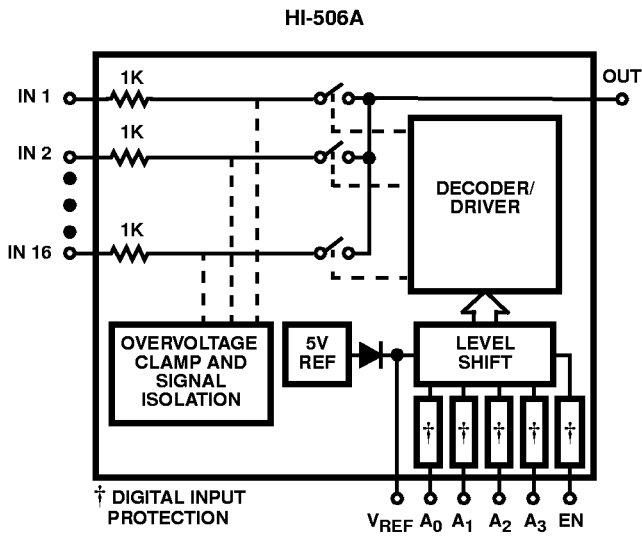 HI-506A
OUT
IN 1
1K
IN 2
1K
IN 16
1K
DECODER/
DRIVER
OVERVOLTAGE
CLAMP AND
SIGNAL
ISOLATION
5V
REF
LEVEL
SHIFT
† † † † †
† DIGITAL INPUT
PROTECTION
VREF A0 A1 A2 A3 EN